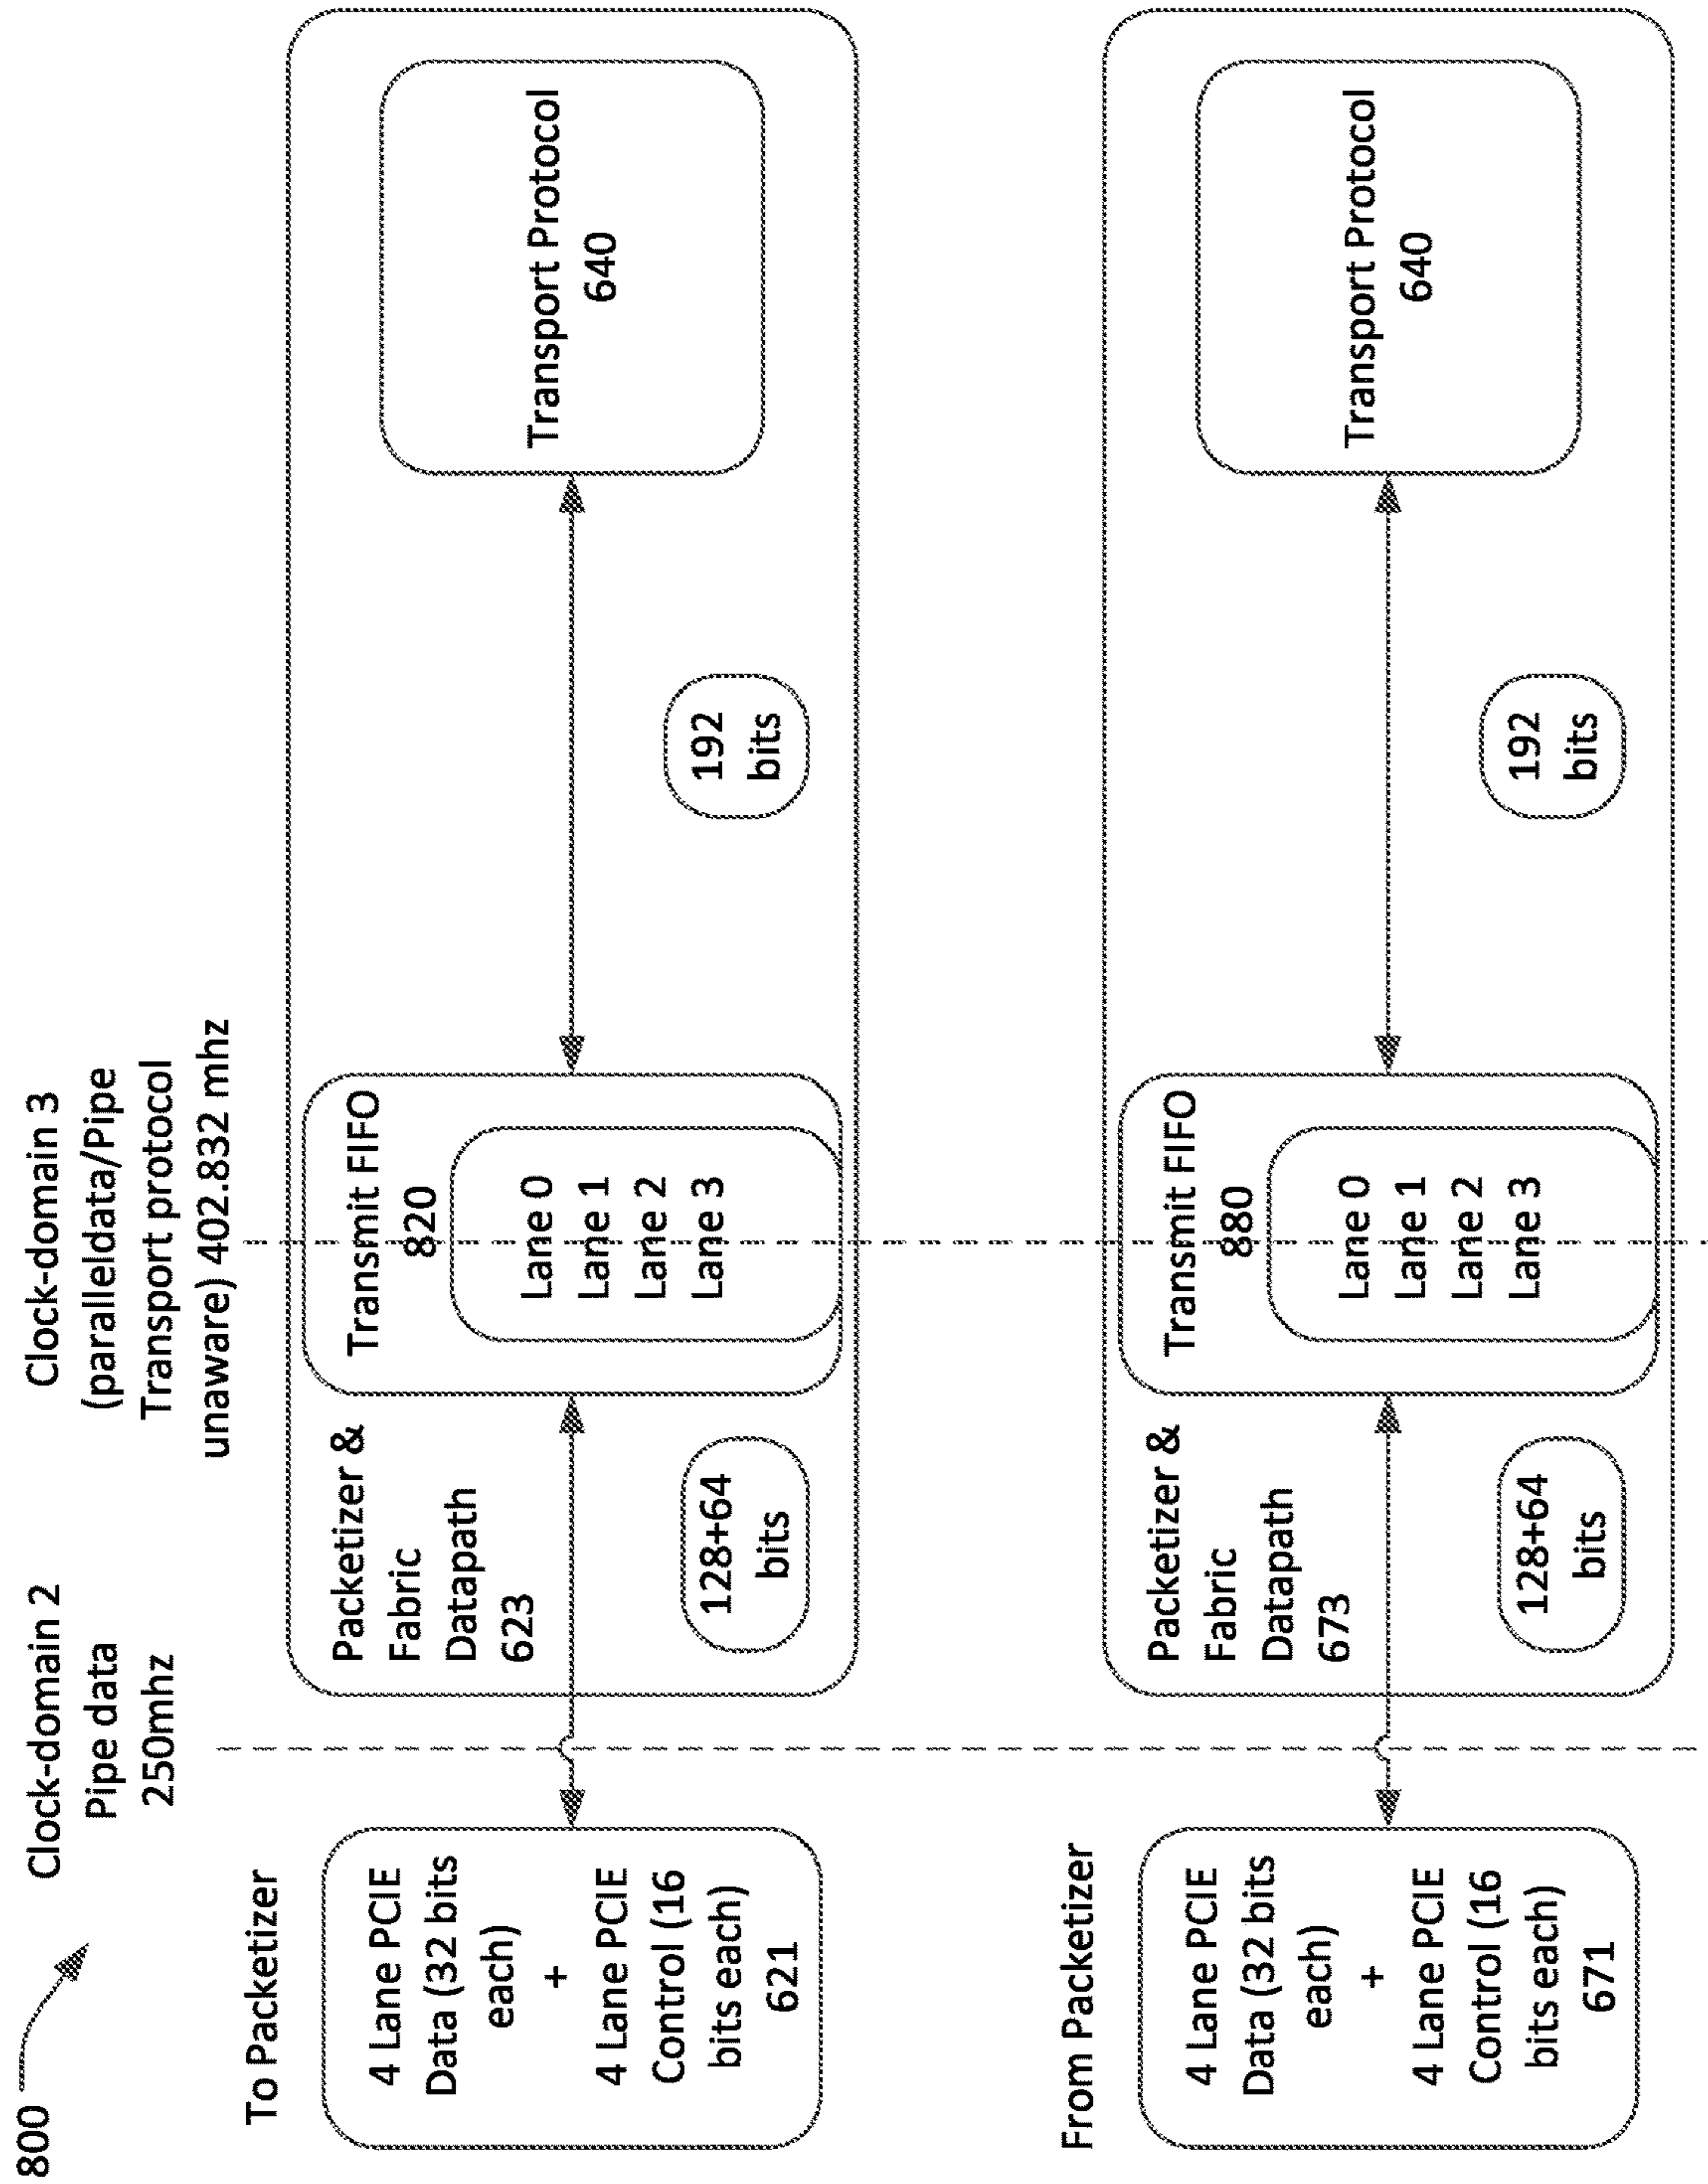 800
Clock-domain 2
Pipe data
250mhz
Clock-domain 3
(paralleldata/Pipe
Transport protocol
unaware) 402.832 mhz
To Packetizer
4 Lane PCIE
Data (32 bits
each)
+
4 Lane PCIE
Control (16
bits each)
621
Packetizer &
Fabric
Datapath
623
128+64
bits
Transmit FIFO
820
Lane 0
Lane 1
Lane 2
Lane 3
192
bits
Transport Protocol
640
From Packetizer
4 Lane PCIE
Data (32 bits
each)
+
4 Lane PCIE
Control (16
bits each)
671
Packetizer &
Fabric
Datapath
673
128+64
bits
Transmit FIFO
880
Lane 0
Lane 1
Lane 2
Lane 3
192
bits
Transport Protocol
640